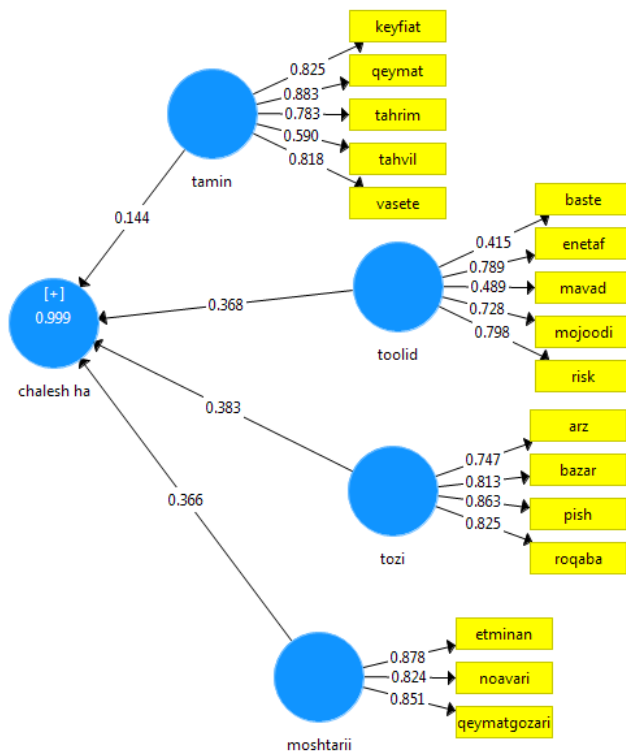 keyfiat
0.825
qeymat
0.883
0.783
tahrim
0.590
tahvil
0.818
vasete
tamin
0.144
baste
0.415
enetaf
0.789
0.489
mavad
0.728
mojoodi
0.798
risk
toolid
0.368
[+]
0.999
chalesh ha
0.383
arz
0.747
bazar
0.813
0.863
pish
0.825
roqaba
tozi
0.366
etminan
0.878
0.824
noavari
0.851
qeymatgozari
moshtarii